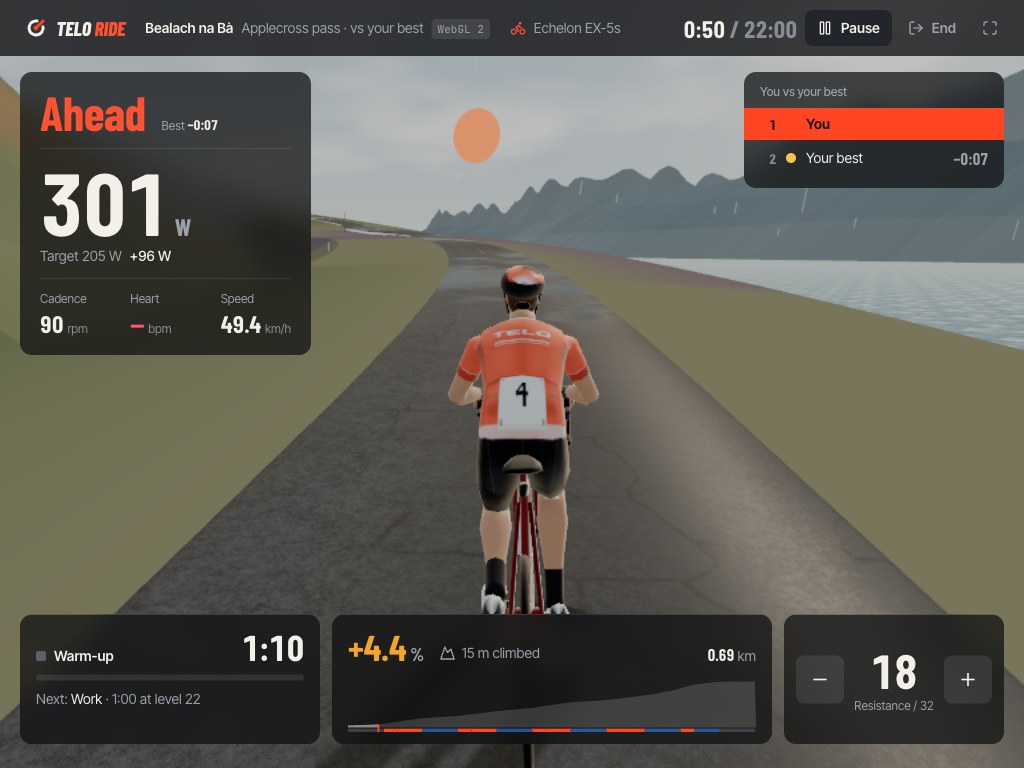 TELO RIDE Bealach na Bà Applecross pass · vs your best WebGL 2 Echelon EX-5s 0:50 / 22:00 Pause End
Ahead Best −0:07
301 W
Target 205 W +96 W
Cadence Heart Speed
90 rpm – bpm 49.4 km/h
You vs your best
1 You
2 Your best −0:07
TELO
4
Warm-up 1:10
Next: Work · 1:00 at level 22
+4.4 % 15 m climbed 0.69 km
− 18 +
Resistance / 32